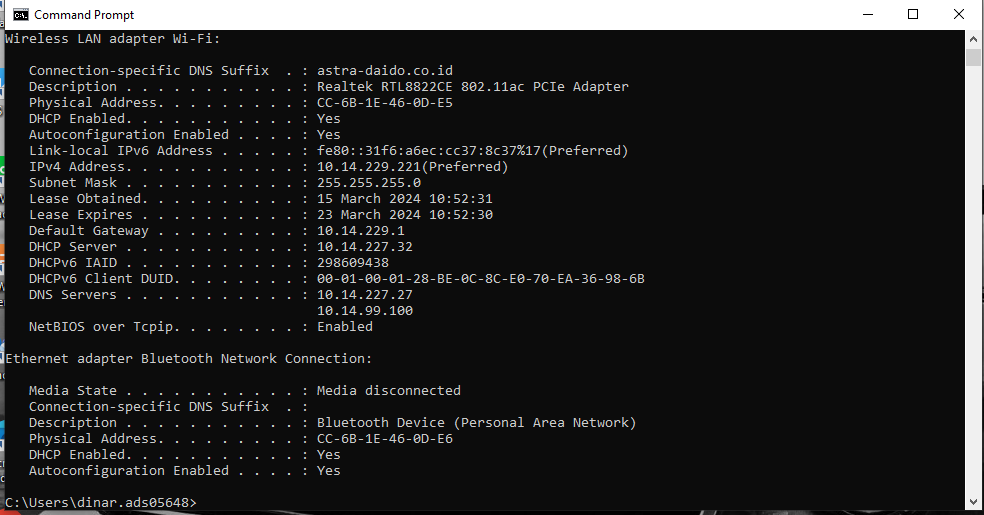 Command Prompt
Wireless LAN adapter Wi-Fi:
Connection-specific DNS Suffix  . : astra-daido.co.id
Description . . . . . . . . . . . : Realtek RTL8822CE 802.11ac PCIe Adapter
Physical Address. . . . . . . . . : CC-6B-1E-46-0D-E5
DHCP Enabled. . . . . . . . . . . : Yes
Autoconfiguration Enabled . . . . : Yes
Link-local IPv6 Address . . . . . : fe80::31f6:a6ec:cc37:8c37%17(Preferred)
IPv4 Address. . . . . . . . . . . : 10.14.229.221(Preferred)
Subnet Mask . . . . . . . . . . . : 255.255.255.0
Lease Obtained. . . . . . . . . . : 15 March 2024 10:52:31
Lease Expires . . . . . . . . . . : 23 March 2024 10:52:30
Default Gateway . . . . . . . . . : 10.14.229.1
DHCP Server . . . . . . . . . . . : 10.14.227.32
DHCPv6 IAID . . . . . . . . . . . : 298609438
DHCPv6 Client DUID. . . . . . . . : 00-01-00-01-28-BE-0C-8C-E0-70-EA-36-98-6B
DNS Servers . . . . . . . . . . . : 10.14.227.27
10.14.99.100
NetBIOS over Tcpip. . . . . . . . : Enabled
Ethernet adapter Bluetooth Network Connection:
Media State . . . . . . . . . . . : Media disconnected
Connection-specific DNS Suffix  . :
Description . . . . . . . . . . . : Bluetooth Device (Personal Area Network)
Physical Address. . . . . . . . . : CC-6B-1E-46-0D-E6
DHCP Enabled. . . . . . . . . . . : Yes
Autoconfiguration Enabled . . . . : Yes
C:\Users\dinar.ads05648>